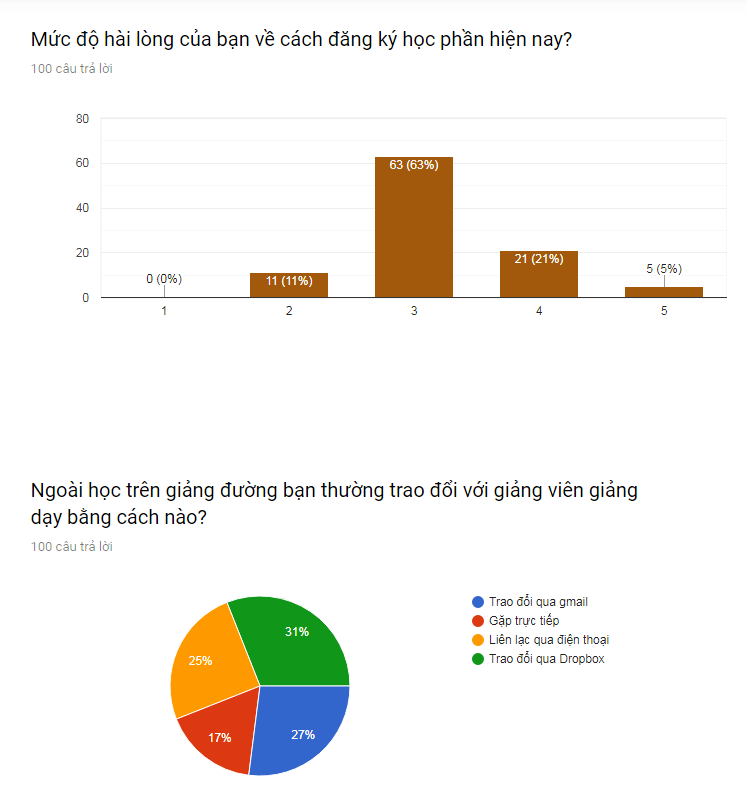 Mức độ hài lòng của bạn về cách đăng ký học phần hiện nay?
100 câu trả lời
80
60
40
20
0
0 (0%)
11 (11%)
63 (63%)
21 (21%)
5 (5%)
1
2
3
4
5
Ngoài học trên giảng đường bạn thường trao đổi với giảng viên giảng
dạy bằng cách nào?
100 câu trả lời
31%
25%
17%
27%
Trao đổi qua gmail
Gặp trực tiếp
Liên lạc qua điện thoại
Trao đổi qua Dropbox